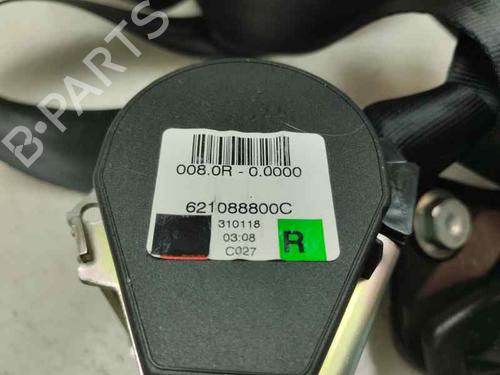 B-PARTS
008.0R - 0.0000
621088800C
310118
03:08
C027
R